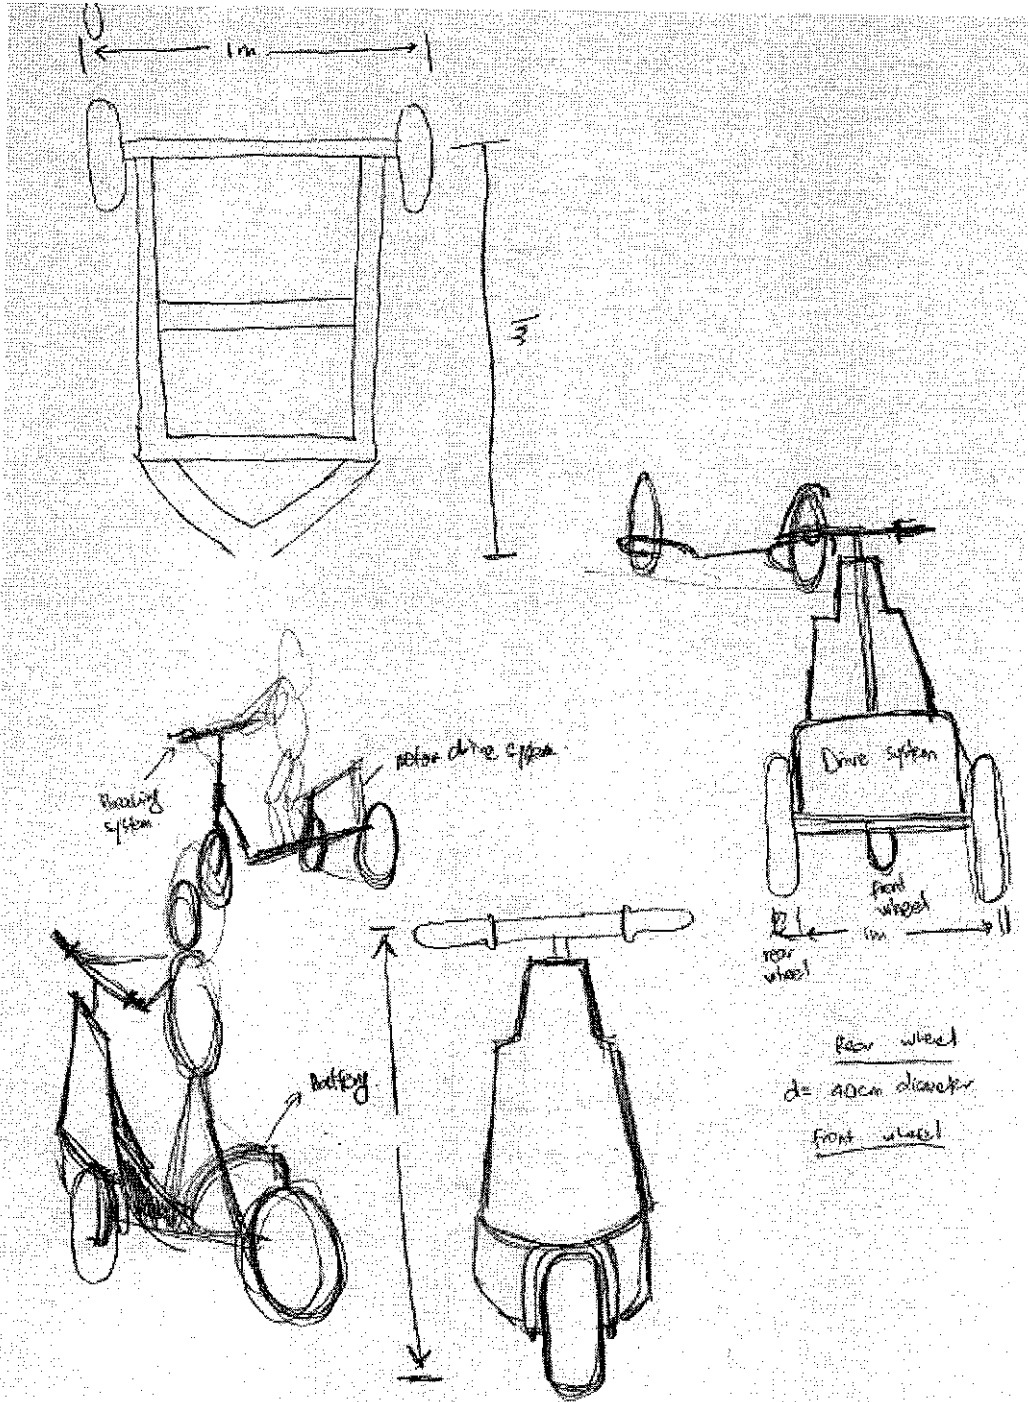 1m
1m
motor drive system
Breaking
system
Drive system
front
wheel
1m
rear
wheel
Battery
Rear wheel
d= 40cm diameter
Front wheel